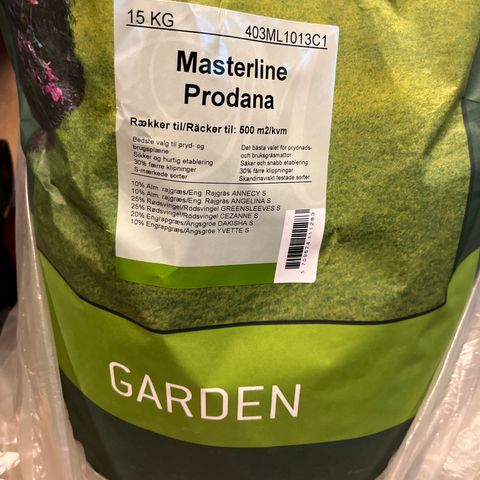 15 KG
403ML1013C1
Masterline
Prodana
Rækker til/Räcker til: 500 m2/kvm
Bedste valg til pryd- og
brugsplæne
Sikker og hurtig etablering
30% færre klipninger
S-mærkede sorter
Det bästa valet för prydnads-
och bruksgräsmattor
Säker och snabb etablering
30% färre klippningar
Skandinaviskt testade sorter
10% Alm. rajgræs/Eng. Rajgräs ANNECY S
10% Alm. rajgræs/Eng. Rajgräs ANGELINA S
25% Rødsvingel/Rödsvingel GREENSLEEVES S
25% Rødsvingel/Rödsvingel CEZANNE S
20% Engrapgræs/Ängsgröe DAKISHA S
10% Engrapgræs/Ängsgröe YVETTE S
5 709674 111283
GARDEN